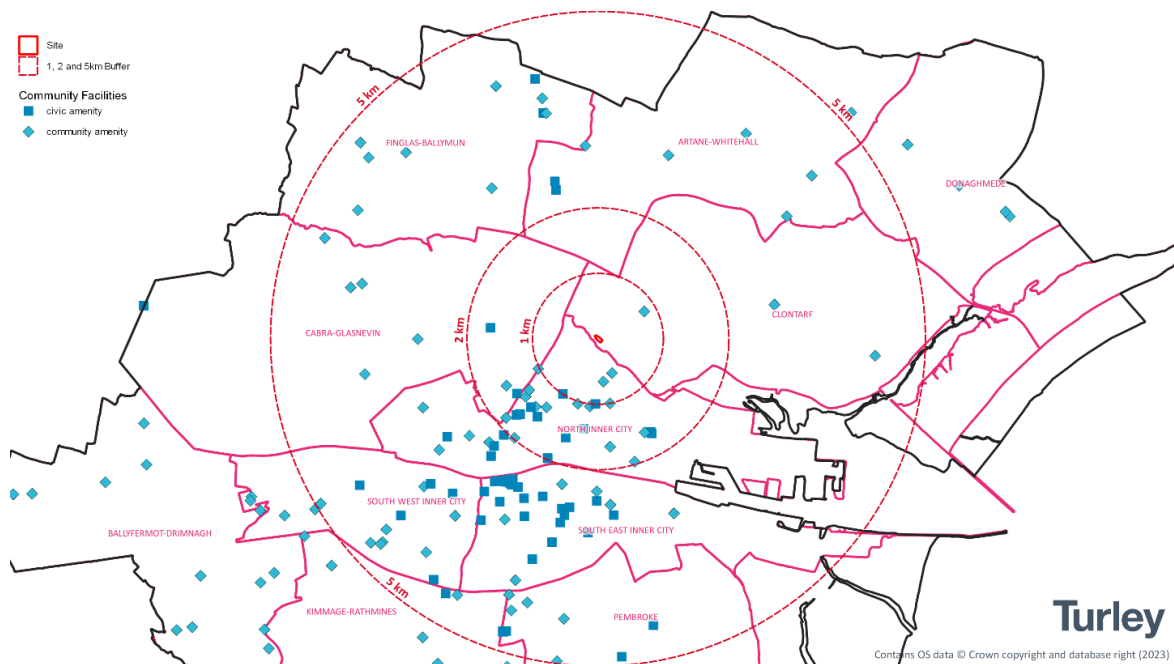 Site
1, 2 and 5km Buffer
Community Facilities
civic amenity
community amenity
5 km
5 km
FINGLAS-BALLYMUN
ARTANE-WHITEHALL
DONAGHMEDE
CABRA-GLASNEVIN
2 km
1 km
CLONTARF
NORTH INNER CITY
SOUTH WEST INNER CITY
SOUTH EAST INNER CITY
BALLYFERMOT-DRIMNAGH
5 km
KIMMAGE-RATHMINES
PEMBROKE
Turley
Contains OS data © Crown copyright and database right (2023)